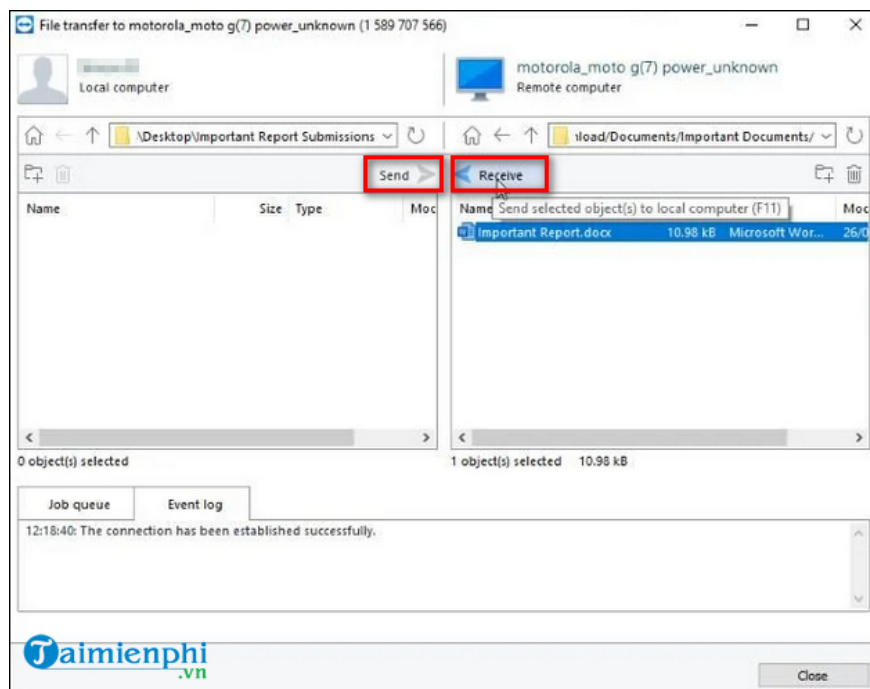 File transfer to motorola_moto g(7) power_unknown (1 589 707 566)
Local computer
motorola_moto g(7) power_unknown
Remote computer
\Desktop\Important Report Submissions
load/Documents/Important Documents/
Send
Receive
Name Size Type Moc
Name Moc
Send selected object(s) to local computer (F11)
Important Report.docx 10.98 kB Microsoft Wor... 26/0
0 object(s) selected
1 object(s) selected 10.98 kB
Job queue Event log
12:18:40: The connection has been established successfully.
Taimienphi
.vn
Close